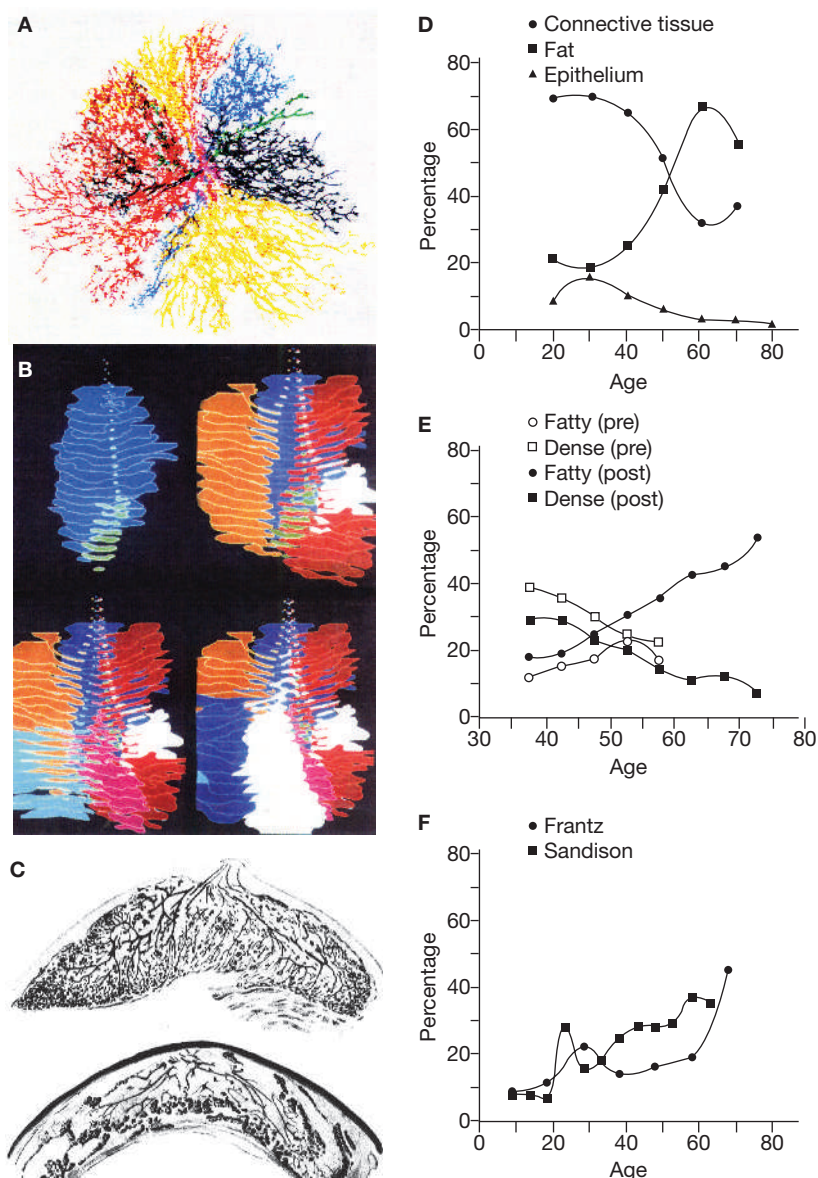 A
B
C
D
● Connective tissue
■ Fat
▲ Epithelium
80
60
40
20
0
Percentage
0 20 40 60 80
Age
E
○ Fatty (pre)
□ Dense (pre)
● Fatty (post)
■ Dense (post)
80
60
40
20
0
Percentage
30 40 50 60 70 80
Age
F
● Frantz
■ Sandison
80
60
40
20
0
Percentage
0 20 40 60 80
Age